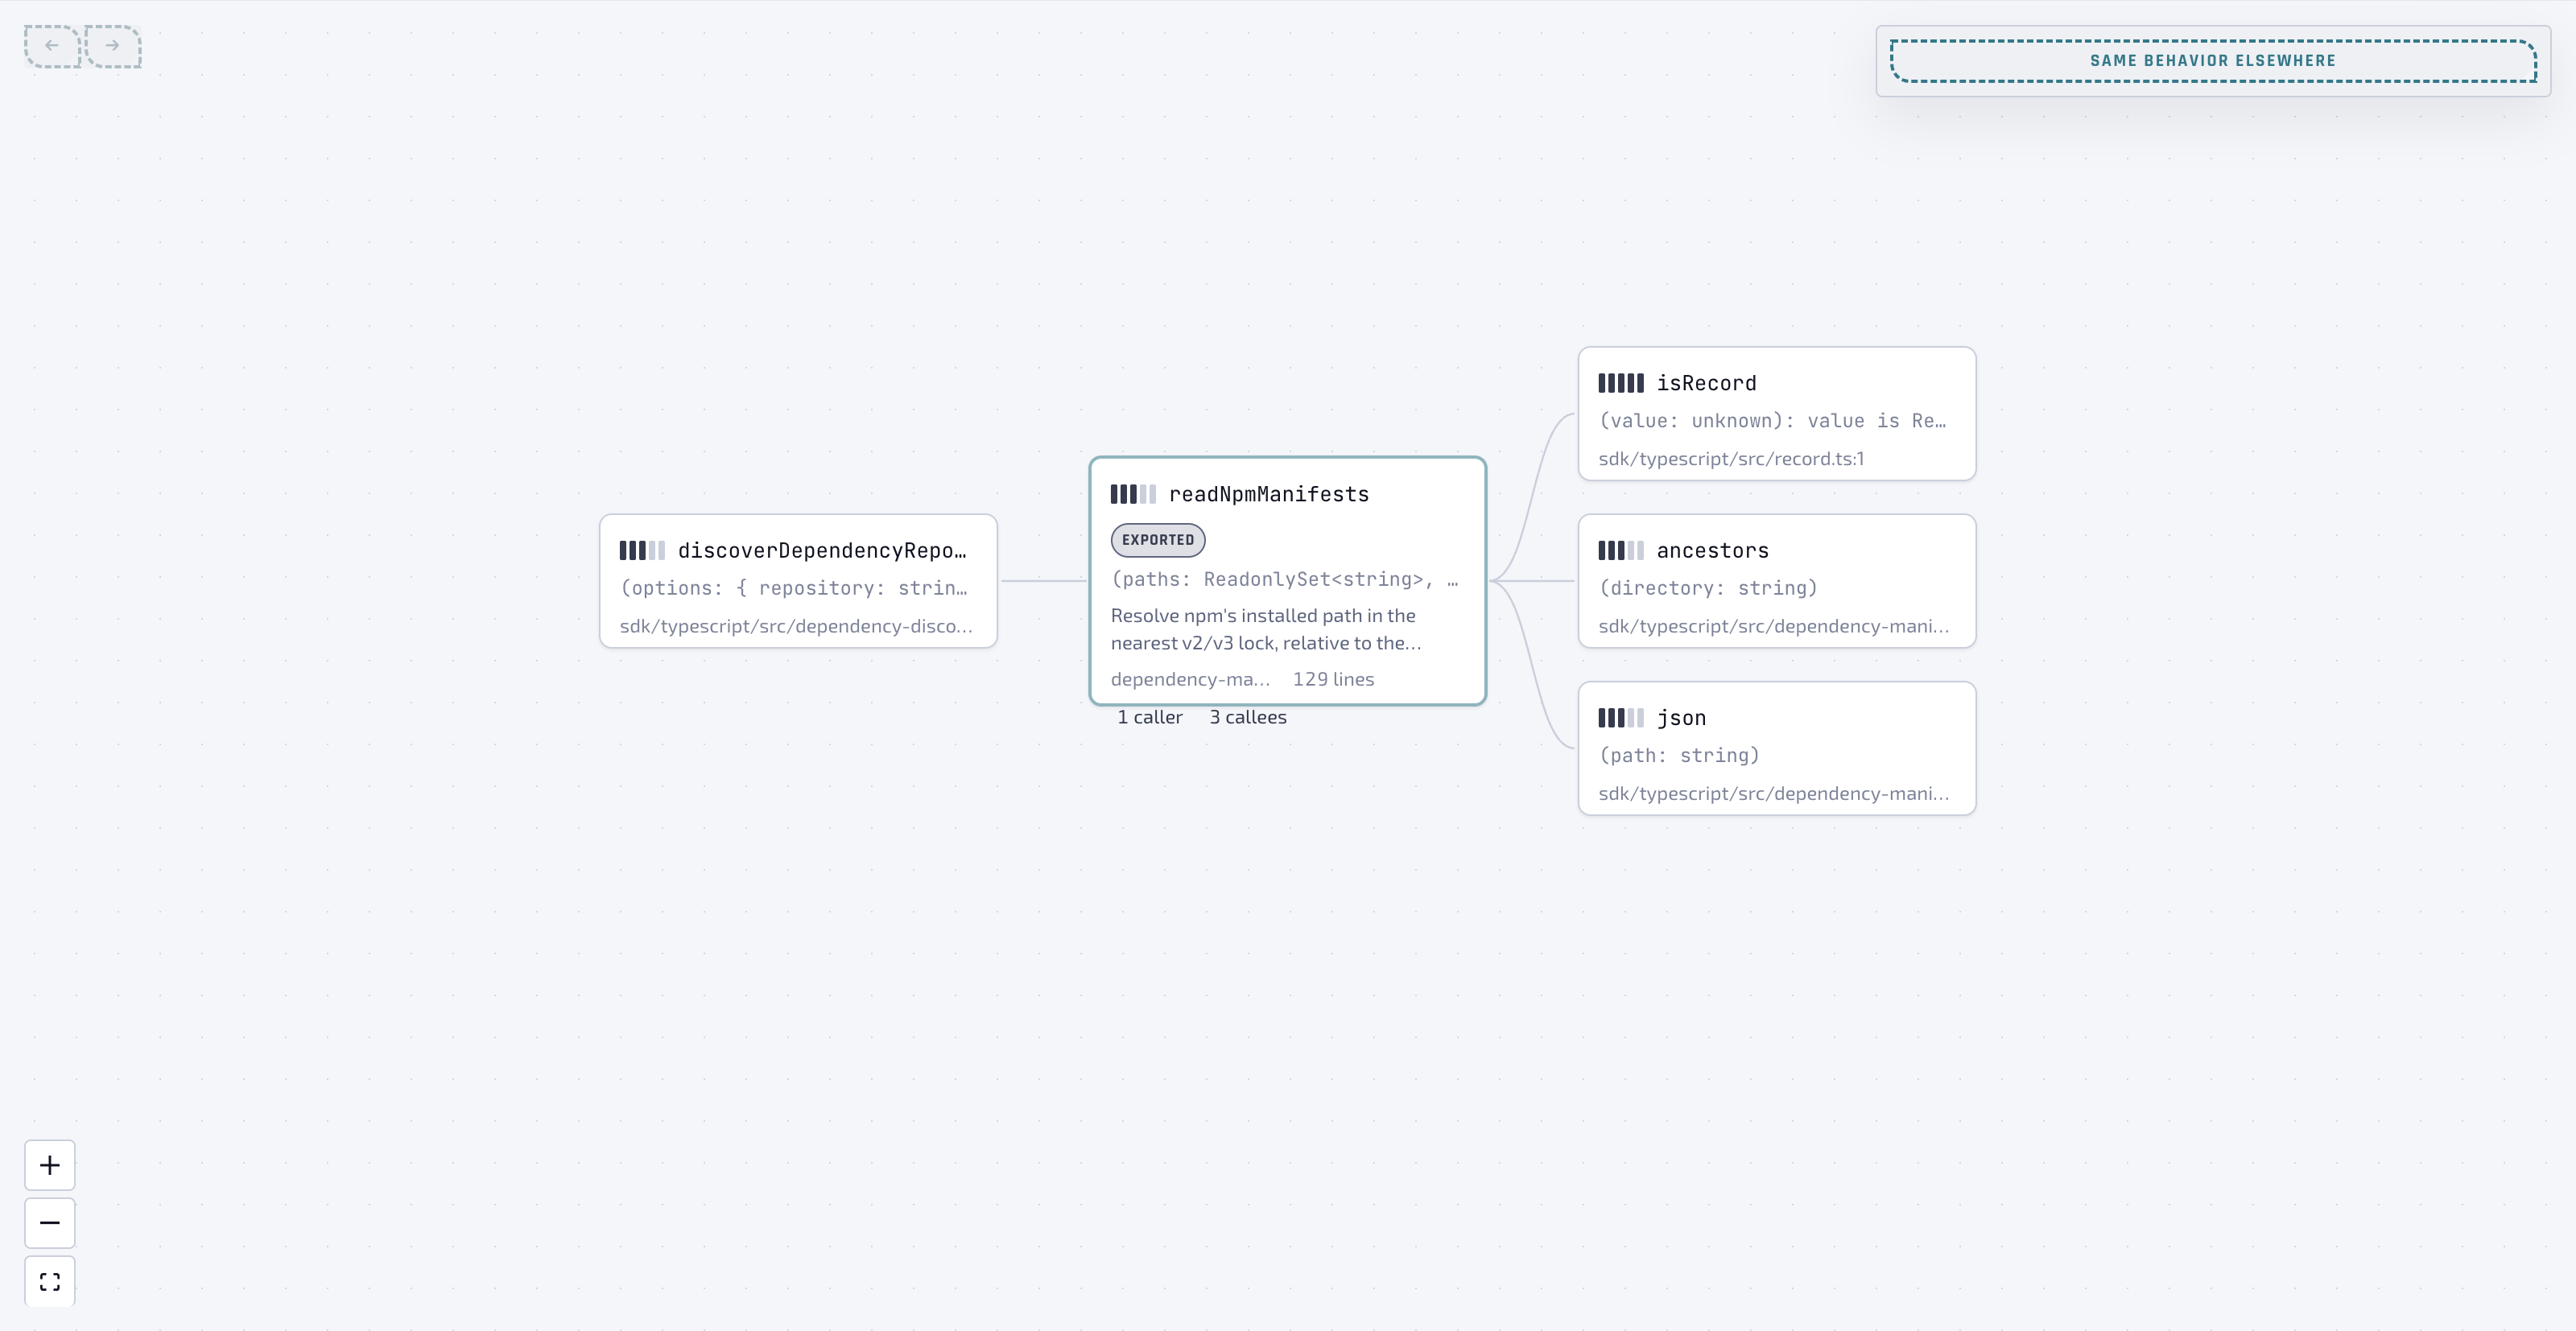 SAME BEHAVIOR ELSEWHERE
discoverDependencyRepo…
(options: { repository: strin…
sdk/typescript/src/dependency-disco…
readNpmManifests
EXPORTED
(paths: ReadonlySet<string>, …
Resolve npm's installed path in the
nearest v2/v3 lock, relative to the…
dependency-ma… 129 lines
1 caller 3 callees
isRecord
(value: unknown): value is Re…
sdk/typescript/src/record.ts:1
ancestors
(directory: string)
sdk/typescript/src/dependency-mani…
json
(path: string)
sdk/typescript/src/dependency-mani…